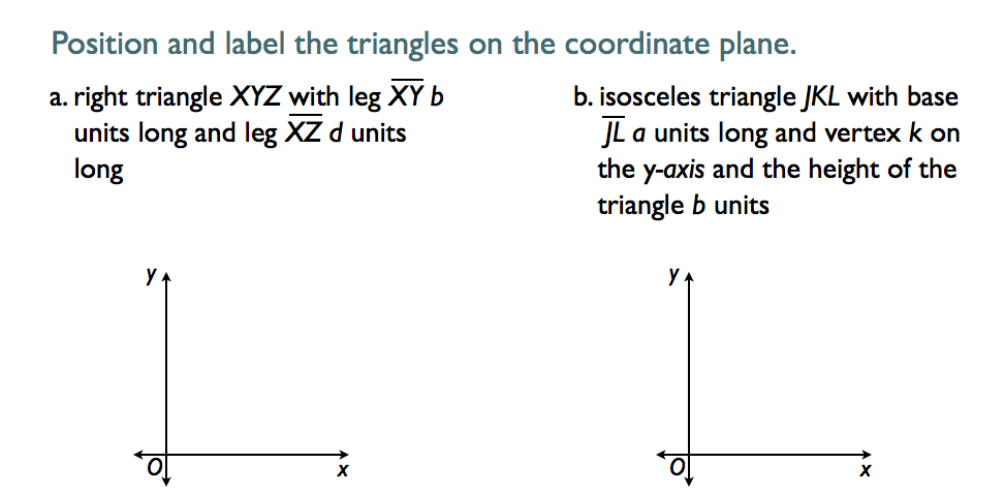 Position and label the triangles on the coordinate plane.
a. right triangle XYZ with leg XY b
units long and leg XZ d units
long
b. isosceles triangle JKL with base
JL a units long and vertex k on
the y-axis and the height of the
triangle b units
y
O
x
y
O
x